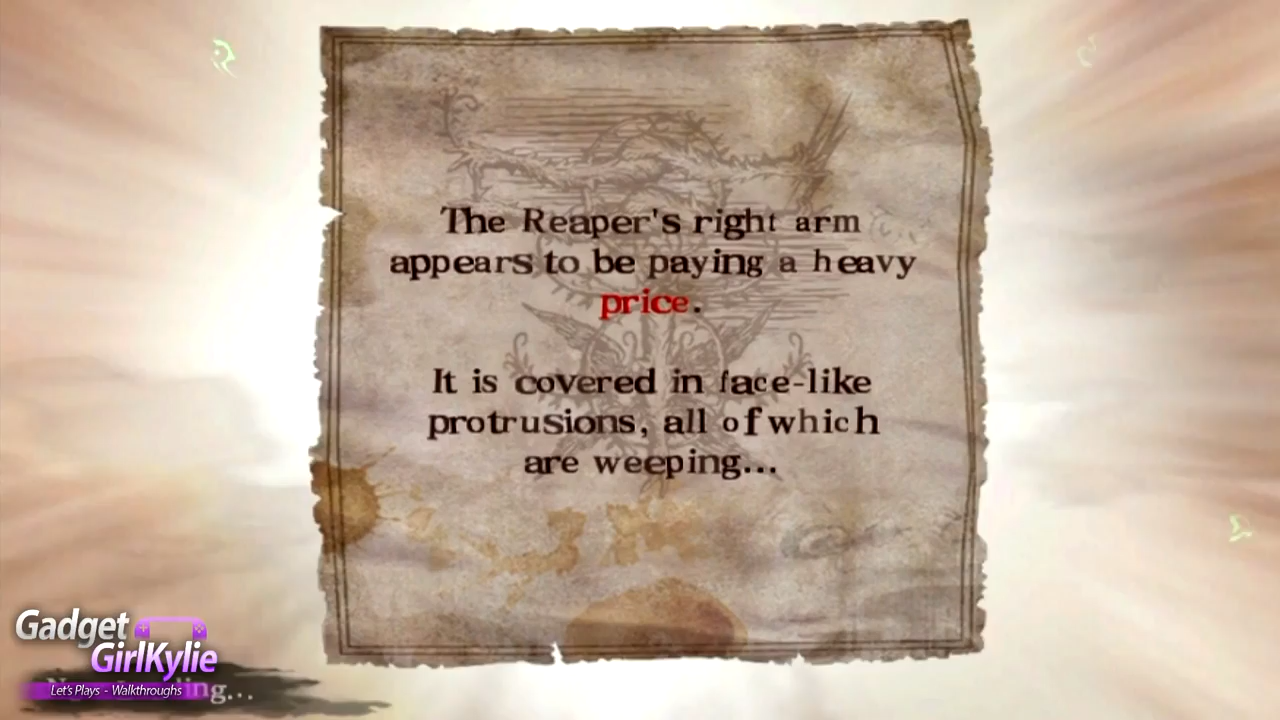 The Reaper's right arm
appears to be paying a heavy
price.
It is covered in face-like
protrusions, all of which
are weeping...
Gadget
GirlKylie
Let's Plays - Walkthroughs